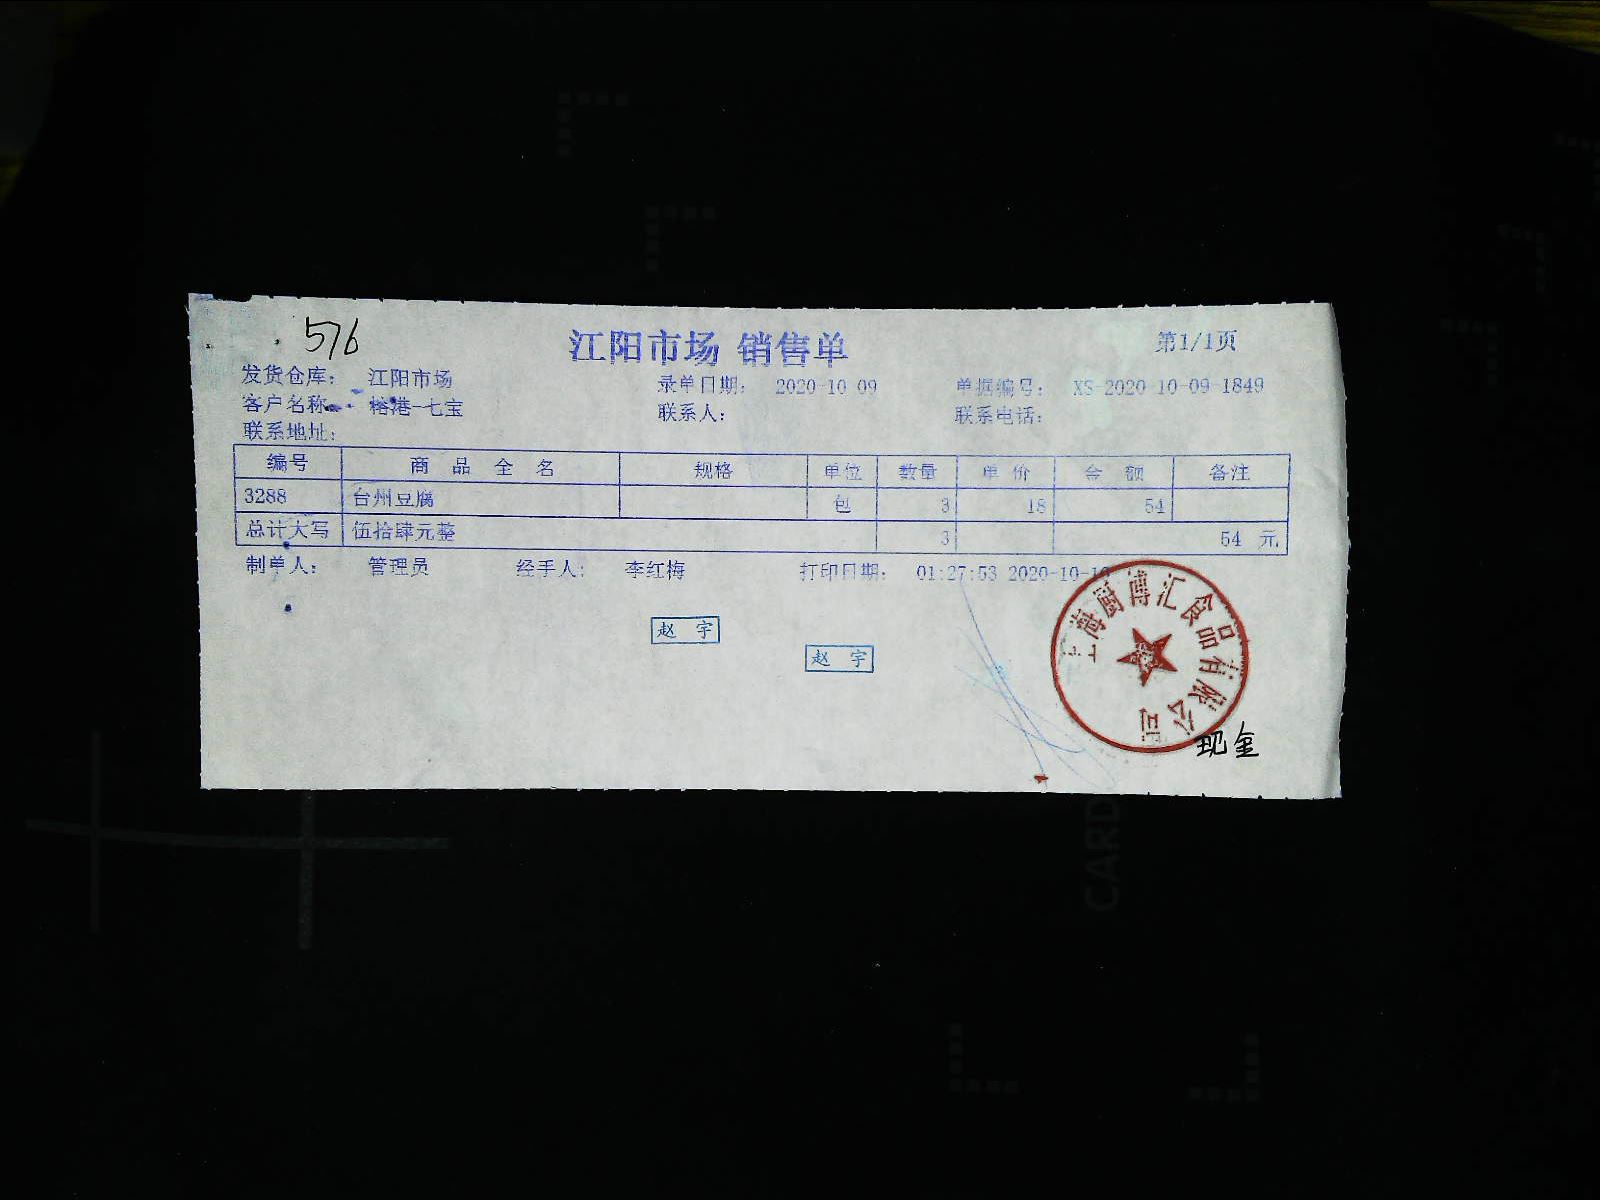 576
江阳市场 销售单
第1/1页
发货仓库: 江阳市场 录单日期: 2020-10-09 单据编号: XS-2020-10-09-1849
客户名称 榕港-七宝 联系人: 联系电话:
联系地址:
编号 商品全名 规格 单位 数量 单价 金额 备注
3288 台州豆腐 包 3 18 54
总计大写 伍拾肆元整 3 54 元
制单人: 管理员 经手人: 李红梅 打印日期: 01:27:53 2020-10-10
赵 宇
赵 宇
上海厨博汇食品有限公司
现金
CARD